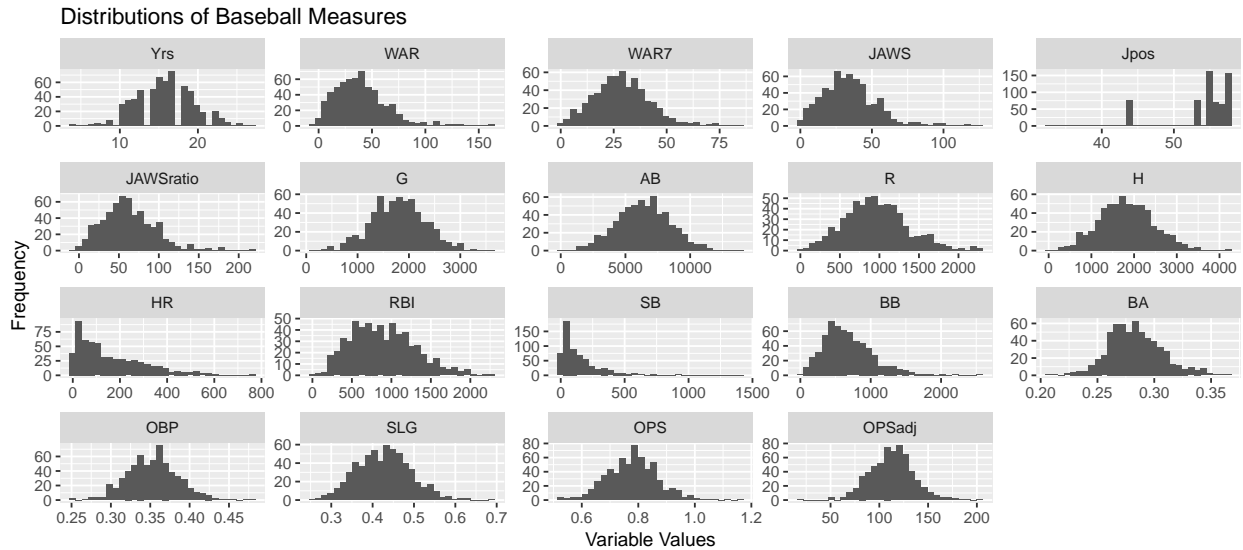 Distributions of Baseball Measures
Yrs WAR WAR7 JAWS Jpos
60 40 20 0 60 40 20 0 60 40 20 0 60 40 20 0 150 100 50 0
10 20 0 50 100 150 0 25 50 75 0 50 100 40 50
JAWSratio G AB R H
60 40 20 0 60 40 20 0 60 40 20 0 50 40 30 20 10 0 60 40 20 0
0 50 100 150 200 0 1000 2000 3000 0 5000 10000 0 500 1000 1500 2000 0 1000 2000 3000 4000
Frequency
HR RBI SB BB BA
75 50 25 0 50 40 30 20 10 0 150 100 50 0 60 40 20 0 60 40 20 0
0 200 400 600 800 0 500 1000 1500 2000 0 500 1000 1500 0 1000 2000 0.20 0.25 0.30 0.35
OBP SLG OPS OPSadj
60 40 20 0 60 40 20 0 80 60 40 20 0 80 60 40 20 0
0.25 0.30 0.35 0.40 0.45 0.3 0.4 0.5 0.6 0.7 0.6 0.8 1.0 1.2 50 100 150 200
Variable Values